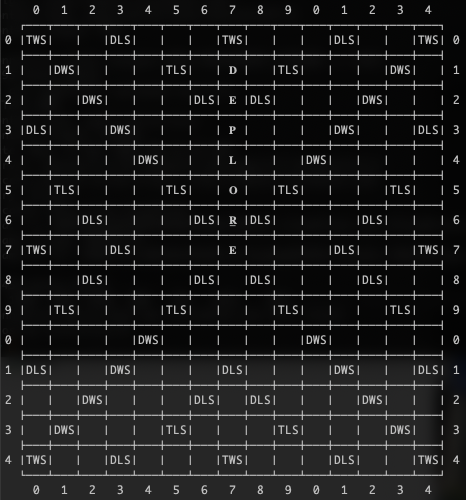 0 1 2 3 4 5 6 7 8 9 0 1 2 3 4
0 |TWS| | |DLS| | | |TWS| | | |DLS| | |TWS| 0
1 | |DWS| | | |TLS| | D | |TLS| | | |DWS| | 1
2 | | |DWS| | | |DLS| E |DLS| | | |DWS| | | 2
3 |DLS| | |DWS| | | | P | | | |DWS| | |DLS| 3
4 | | | | |DWS| | | L | | |DWS| | | | | 4
5 | |TLS| | | |TLS| | O | |TLS| | | |TLS| | 5
6 | | |DLS| | | |DLS| R |DLS| | | |DLS| | | 6
7 |TWS| | |DLS| | | | E | | | |DLS| | |TWS| 7
8 | | |DLS| | | |DLS| |DLS| | | |DLS| | | 8
9 | |TLS| | | |TLS| | | |TLS| | | |TLS| | 9
0 | | | | |DWS| | | | | |DWS| | | | | 0
1 |DLS| | |DWS| | | |DLS| | | |DWS| | |DLS| 1
2 | | |DWS| | | |DLS| |DLS| | | |DWS| | | 2
3 | |DWS| | | |TLS| | | |TLS| | | |DWS| | 3
4 |TWS| | |DLS| | | |TWS| | | |DLS| | |TWS| 4
0 1 2 3 4 5 6 7 8 9 0 1 2 3 4